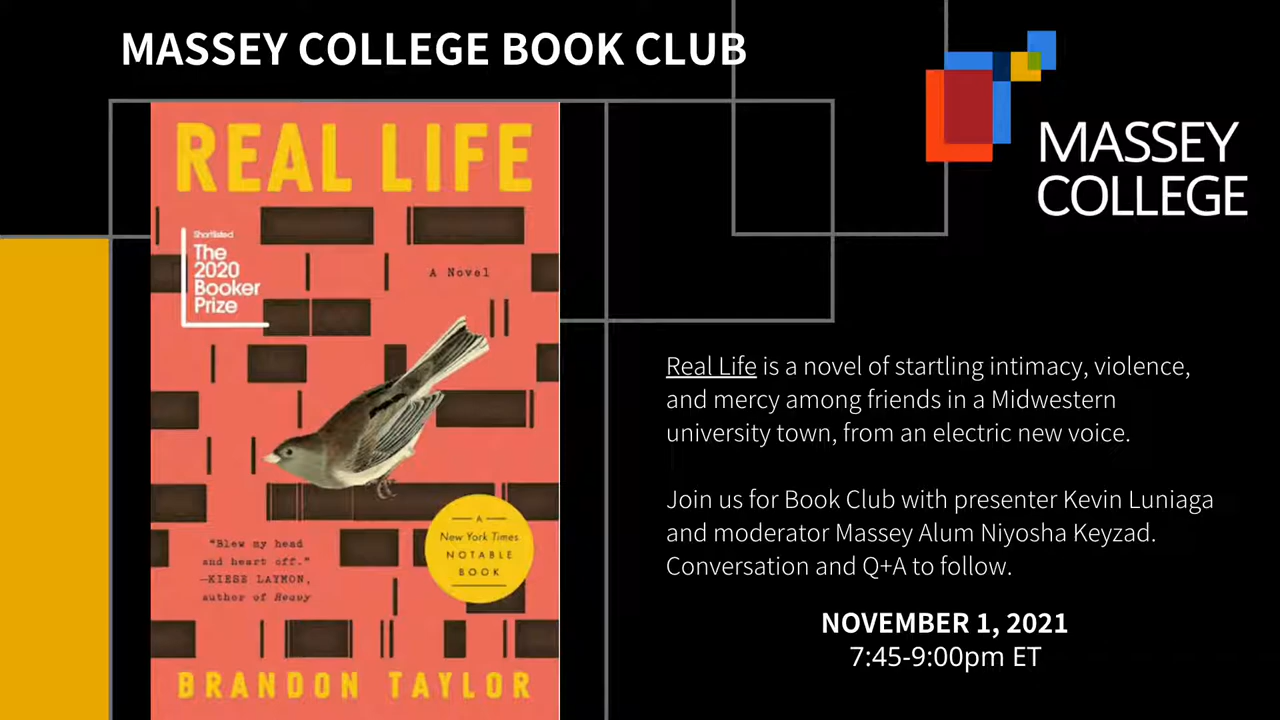 MASSEY COLLEGE BOOK CLUB
MASSEY
COLLEGE
REAL LIFE
Shortlisted
The
2020
Booker
Prize
A Novel
A
New York Times
NOTABLE
BOOK
"Blew my head
and heart off."
—KIESE LAYMON,
author of Heavy
BRANDON TAYLOR
Real Life is a novel of startling intimacy, violence,
and mercy among friends in a Midwestern
university town, from an electric new voice.
Join us for Book Club with presenter Kevin Luniaga
and moderator Massey Alum Niyosha Keyzad.
Conversation and Q+A to follow.
NOVEMBER 1, 2021
7:45-9:00pm ET